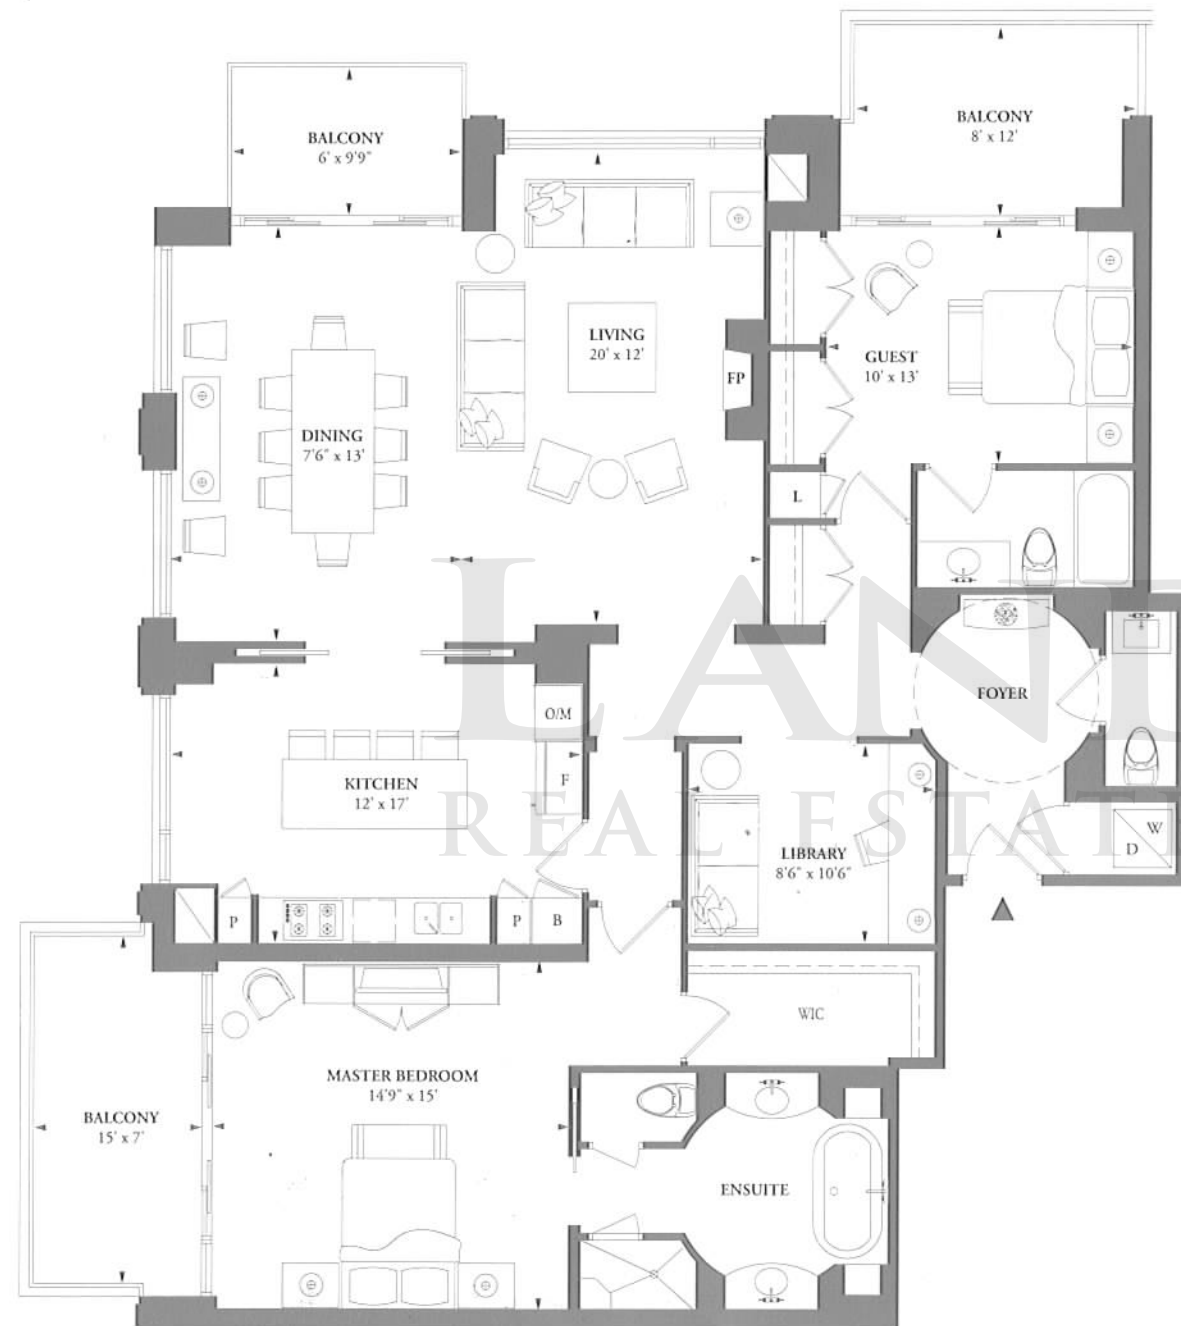 BALCONY
6' x 9'9"
BALCONY
8' x 12'
LIVING
20' x 12'
FP
GUEST
10' x 13'
DINING
7'6" x 13'
L
LAND
FOYER
O/M
KITCHEN
12' x 17'
F
REAL ESTATE
LIBRARY
8'6" x 10'6"
W
D
P
P
B
WIC
MASTER BEDROOM
14'9" x 15'
BALCONY
15' x 7'
ENSUITE